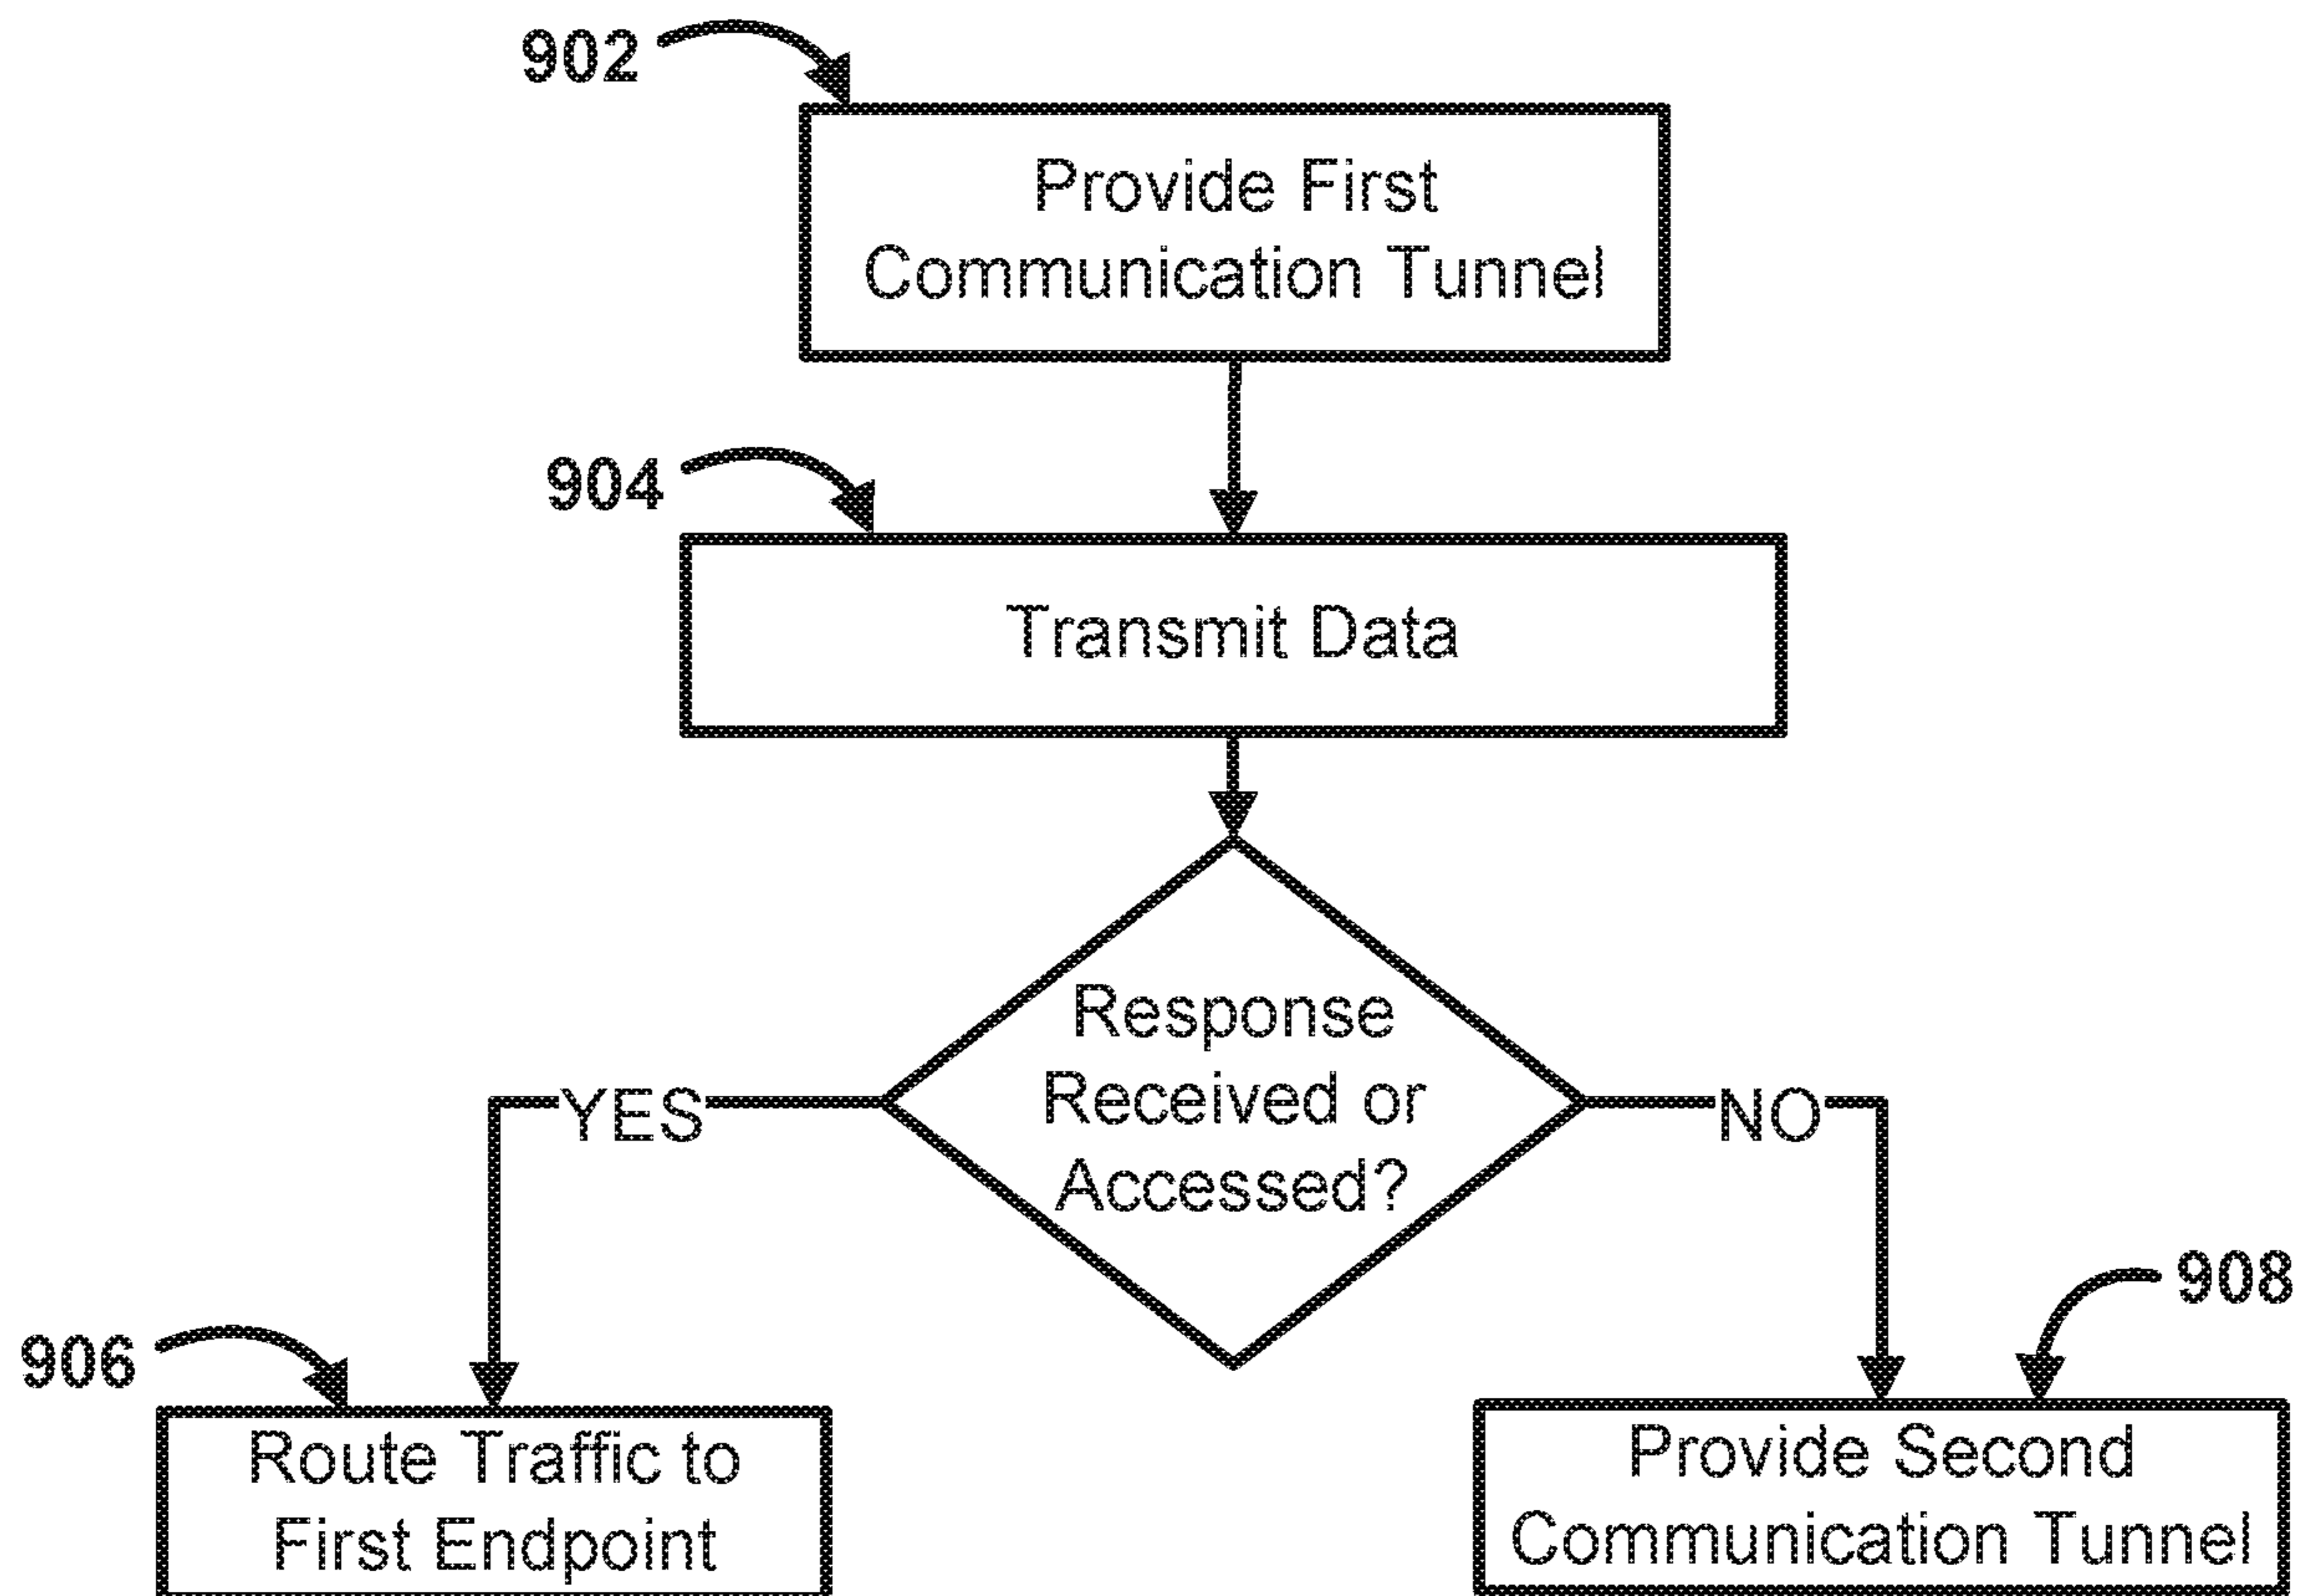 902
Provide First
Communication Tunnel
904
Transmit Data
Response
Received or
Accessed?
YES
NO
906
Route Traffic to
First Endpoint
908
Provide Second
Communication Tunnel